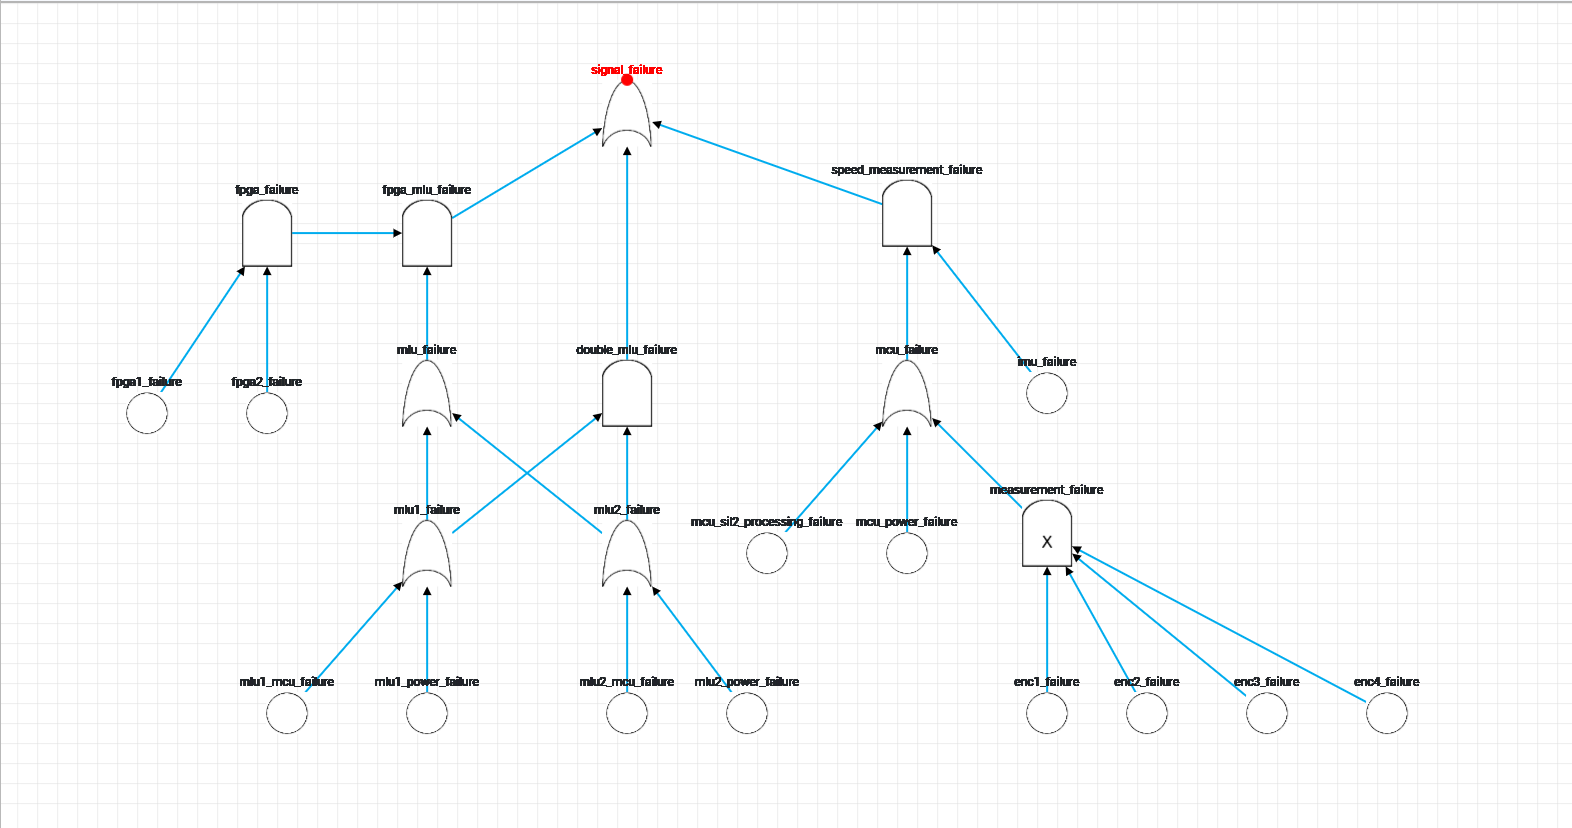 signal_failure
speed_measurement_failure
fpga_failure
fpga_mlu_failure
mlu_failure
double_mlu_failure
mcu_failure
imu_failure
fpga1_failure
fpga2_failure
measurement_failure
mlu1_failure
mlu2_failure
mcu_sil2_processing_failure
mcu_power_failure
X
mlu1_mcu_failure
mlu1_power_failure
mlu2_mcu_failure
mlu2_power_failure
enc1_failure
enc2_failure
enc3_failure
enc4_failure